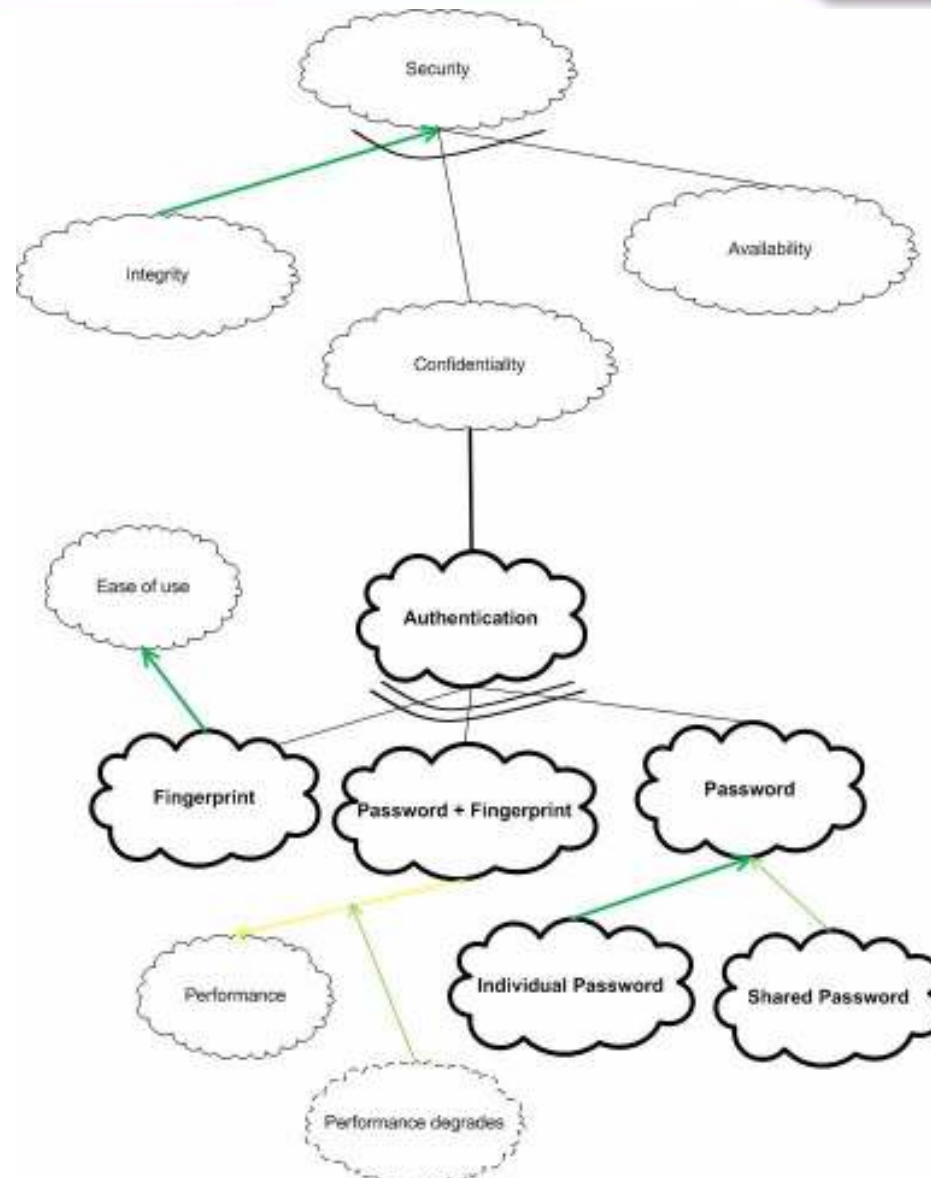 Security
Integrity
Availability
Confidentiality
Ease of use
Authentication
Fingerprint
Password + Fingerprint
Password
Performance
Individual Password
Shared Password
Performance degrades